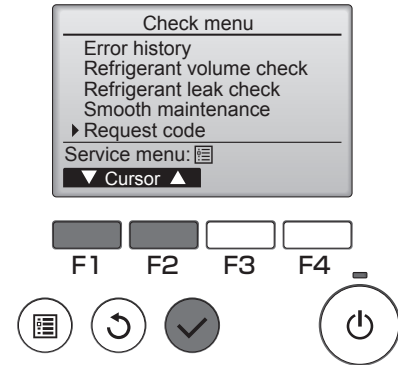 Check menu
Error history
Refrigerant volume check
Refrigerant leak check
Smooth maintenance
Request code
Service menu:
▼ Cursor ▲
F1 F2 F3 F4